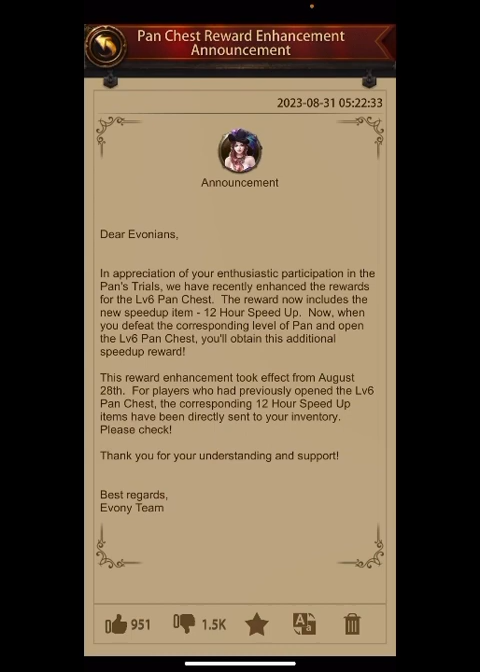 Pan Chest Reward Enhancement
Announcement
2023-08-31 05:22:33
Announcement
Dear Evonians,
In appreciation of your enthusiastic participation in the
Pan's Trials, we have recently enhanced the rewards
for the Lv6 Pan Chest.  The reward now includes the
new speedup item - 12 Hour Speed Up.  Now, when
you defeat the corresponding level of Pan and open
the Lv6 Pan Chest, you'll obtain this additional
speedup reward!
This reward enhancement took effect from August
28th.  For players who had previously opened the Lv6
Pan Chest, the corresponding 12 Hour Speed Up
items have been directly sent to your inventory.
Please check!
Thank you for your understanding and support!
Best regards,
Evony Team
951 1.5K A a